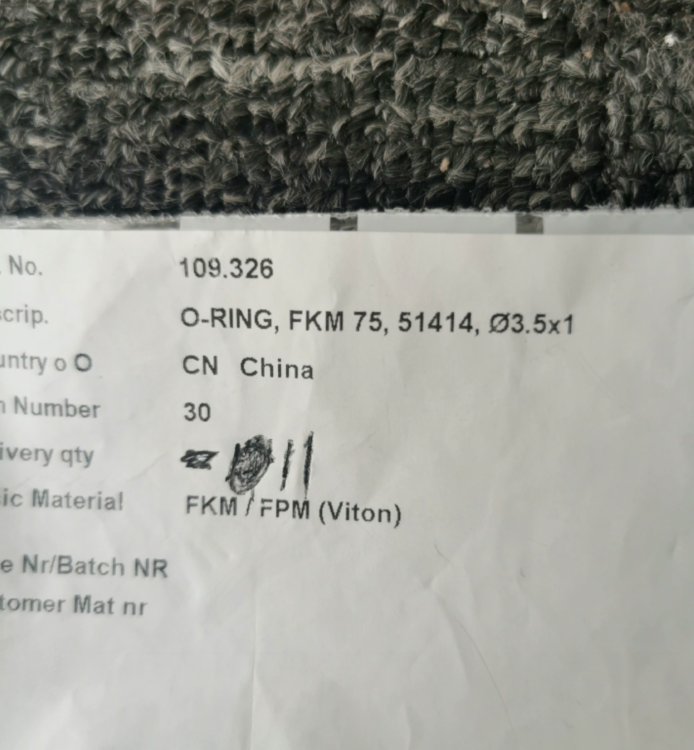 No. 109.326
scrip. O-RING, FKM 75, 51414, Ø3.5x1
untry o O CN China
Number 30
ivery qty 11
ic Material FKM / FPM (Viton)
e Nr/Batch NR
tomer Mat nr